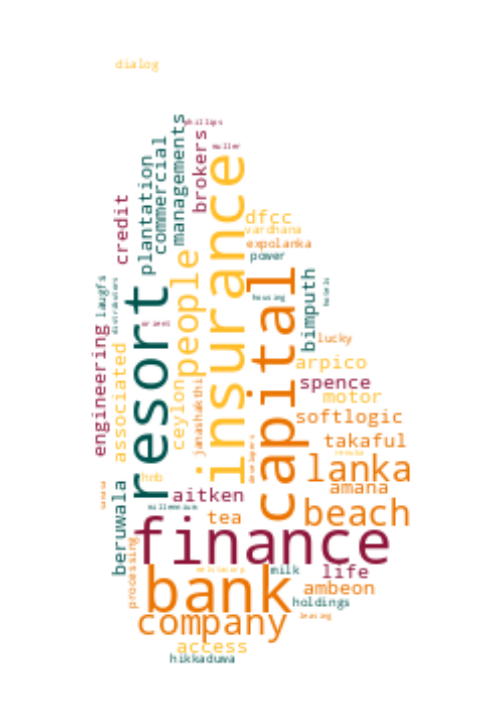 dialog
phillips
muller
managements
brokers
commercial
plantation
insurance
credit
dfcc
vardhana
expolanka
power
people
capital
bimputh
hotels
housing
laugfs
distributors
resort
orient
lucky
engineering
associated
ceylon
janashakthi
arpico
spence
motor
softlogic
takaful
developers
lanka
hnb
amana
aitken
millennium
beach
tea
beruwala
finance
processing
milk
life
bank
ambeon
holdings
company
leasing
access
hikkaduwa